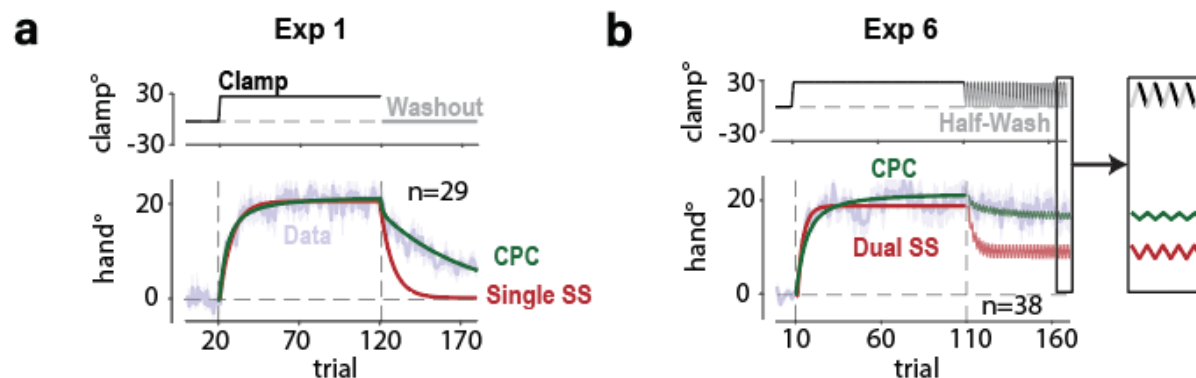 a
Exp 1
clamp°
30
-30
Clamp
Washout
hand°
20
0
n=29
Data
CPC
Single SS
20 70 120 170
trial
b
Exp 6
clamp°
30
-30
Half-Wash
hand°
20
0
CPC
Dual SS
n=38
10 60 110 160
trial